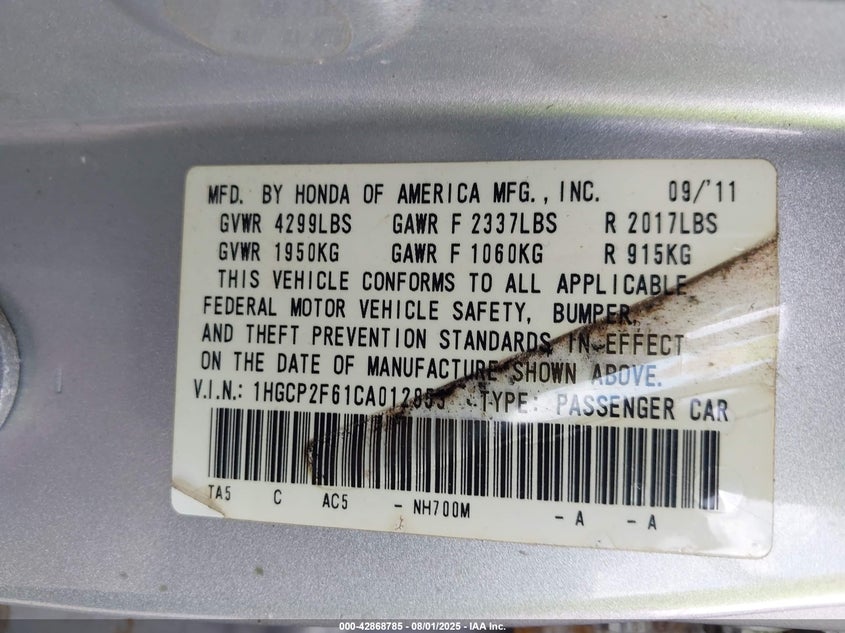 MFD. BY HONDA OF AMERICA MFG., INC. 09/'11
GVWR 4299LBS GAWR F 2337LBS R 2017LBS
GVWR 1950KG GAWR F 1060KG R 915KG
THIS VEHICLE CONFORMS TO ALL APPLICABLE
FEDERAL MOTOR VEHICLE SAFETY, BUMPER,
AND THEFT PREVENTION STANDARDS IN EFFECT
ON THE DATE OF MANUFACTURE SHOWN ABOVE.
V.I.N.: 1HGCP2F61CA012853 TYPE: PASSENGER CAR
TA5 C AC5 - NH700M - A - A
000-42868785 - 08/01/2025 - IAA Inc.